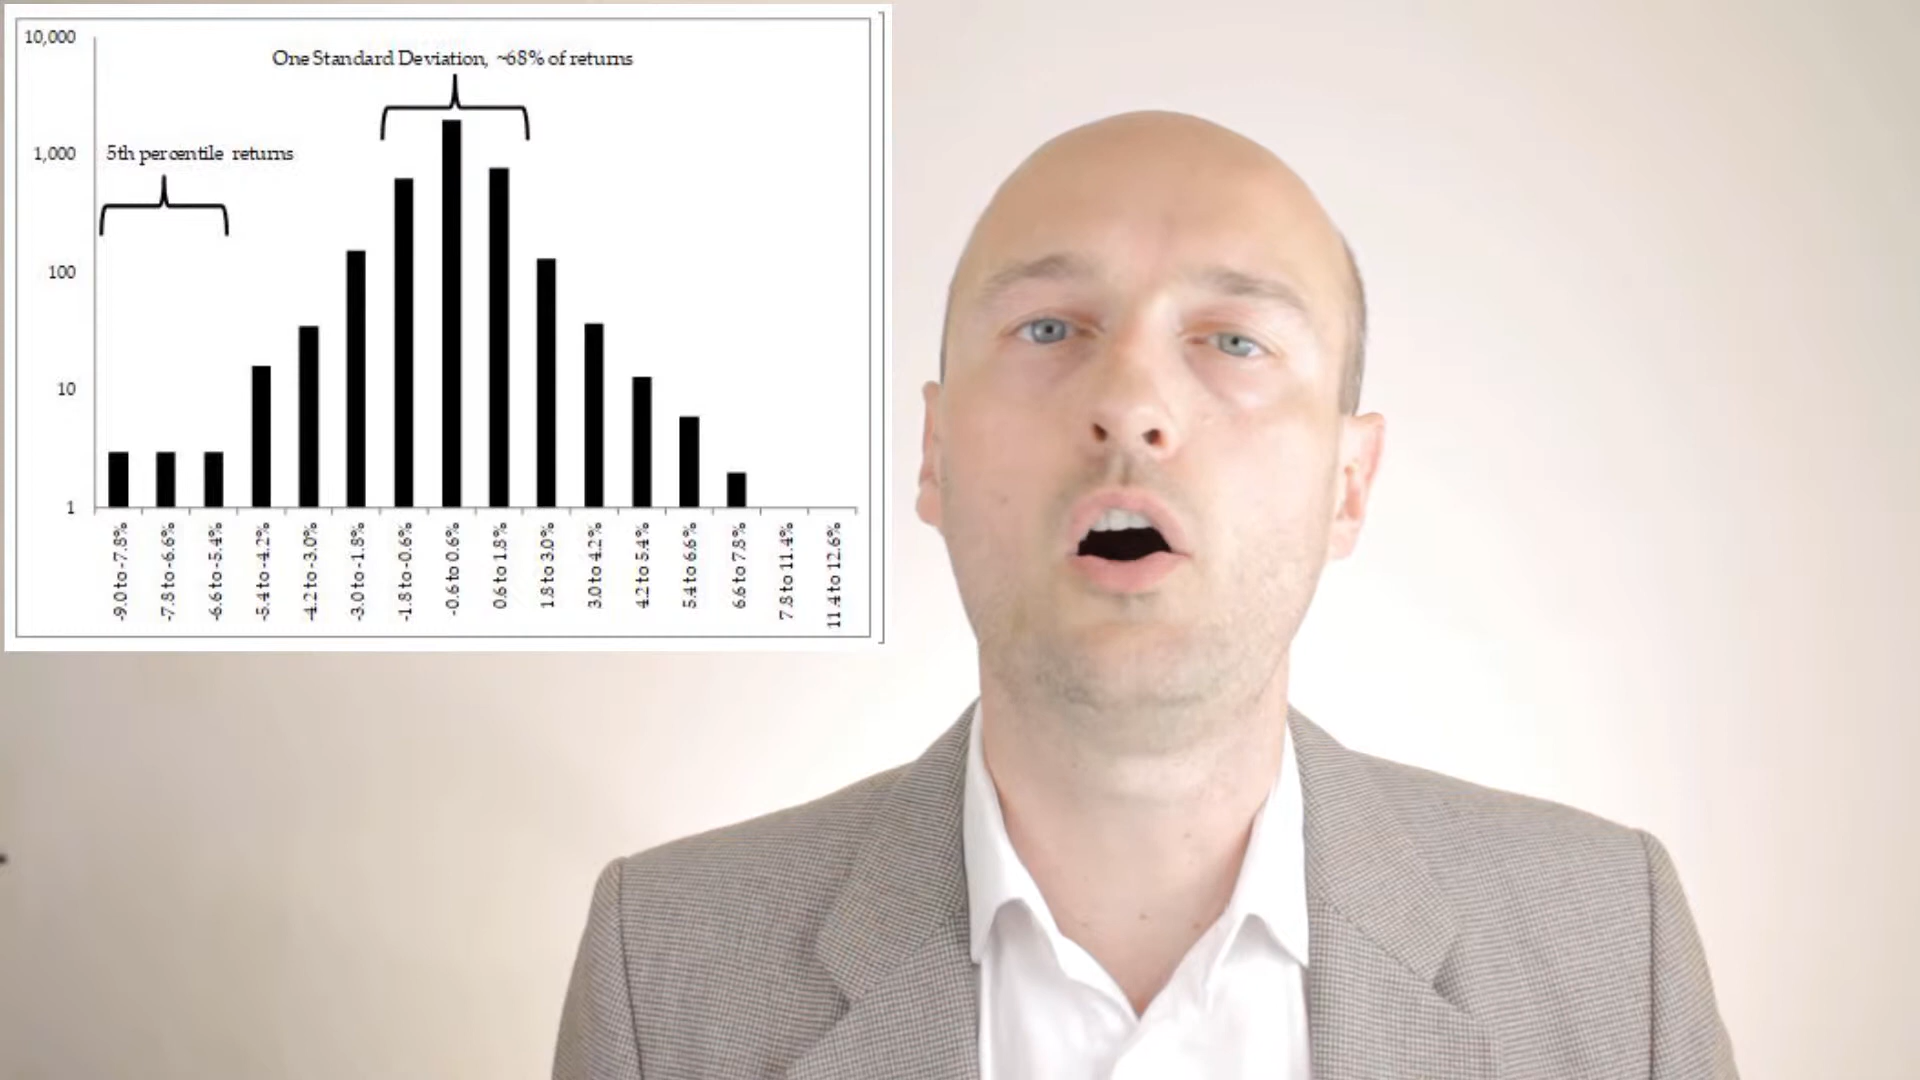 10,000
One Standard Deviation, ~68% of returns
1,000
5th percentile returns
100
10
1
-9.0 to -7.8%
-7.8 to -6.6%
-6.6 to -5.4%
-5.4 to -4.2%
-4.2 to -3.0%
-3.0 to -1.8%
-1.8 to -0.6%
-0.6 to 0.6%
0.6 to 1.8%
1.8 to 3.0%
3.0 to 4.2%
4.2 to 5.4%
5.4 to 6.6%
6.6 to 7.8%
7.8 to 11.4%
11.4 to 12.6%